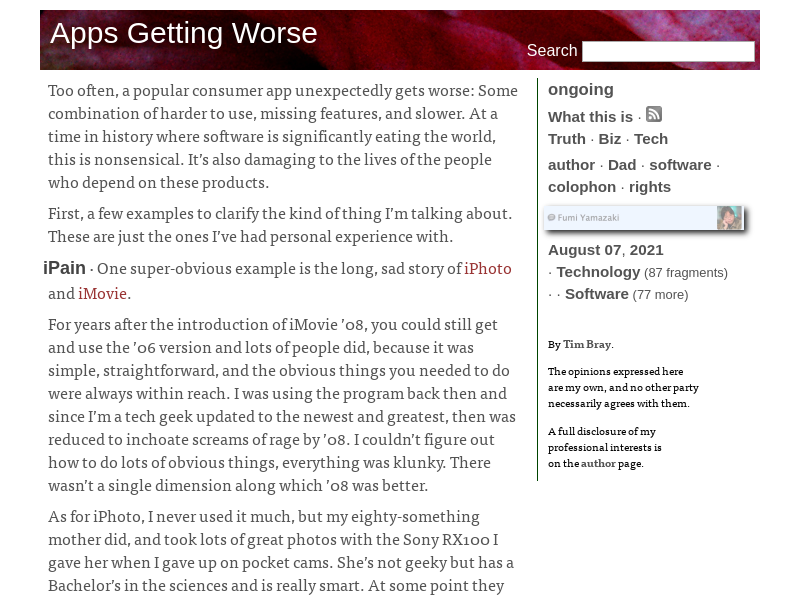 Apps Getting Worse
Search
Too often, a popular consumer app unexpectedly gets worse: Some
combination of harder to use, missing features, and slower. At a
time in history where software is significantly eating the world,
this is nonsensical. It’s also damaging to the lives of the people
who depend on these products.
First, a few examples to clarify the kind of thing I’m talking about.
These are just the ones I’ve had personal experience with.
iPain · One super-obvious example is the long, sad story of iPhoto
and iMovie.
For years after the introduction of iMovie ’08, you could still get
and use the ’06 version and lots of people did, because it was
simple, straightforward, and the obvious things you needed to do
were always within reach. I was using the program back then and
since I’m a tech geek updated to the newest and greatest, then was
reduced to inchoate screams of rage by ’08. I couldn’t figure out
how to do lots of obvious things, everything was klunky. There
wasn’t a single dimension along which ’08 was better.
As for iPhoto, I never used it much, but my eighty-something
mother did, and took lots of great photos with the Sony RX100 I
gave her when I gave up on pocket cams. She’s not geeky but has a
Bachelor’s in the sciences and is really smart. At some point they
ongoing
What this is ·
Truth · Biz · Tech
author · Dad · software ·
colophon · rights
@ Fumi Yamazaki
August 07, 2021
· Technology (87 fragments)
· · Software (77 more)
By Tim Bray.
The opinions expressed here
are my own, and no other party
necessarily agrees with them.
A full disclosure of my
professional interests is
on the author page.